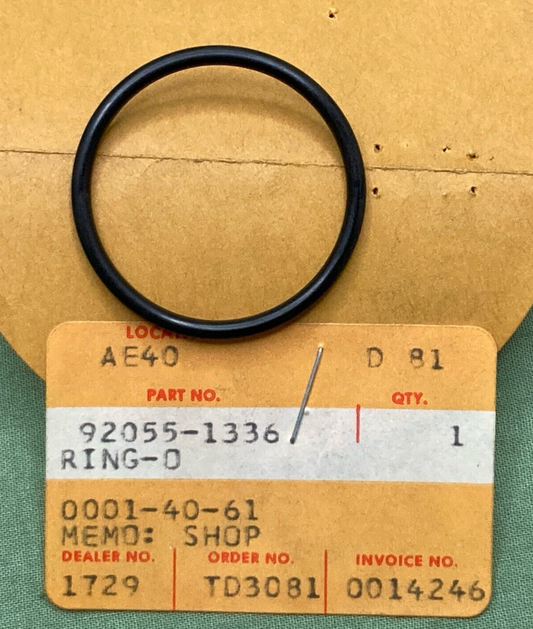 AE40 D 81
PART NO. QTY.
92055-1336 1
RING-O
0001-40-61
MEMO: SHOP
DEALER NO. ORDER NO. INVOICE NO.
1729 TD3081 0014246